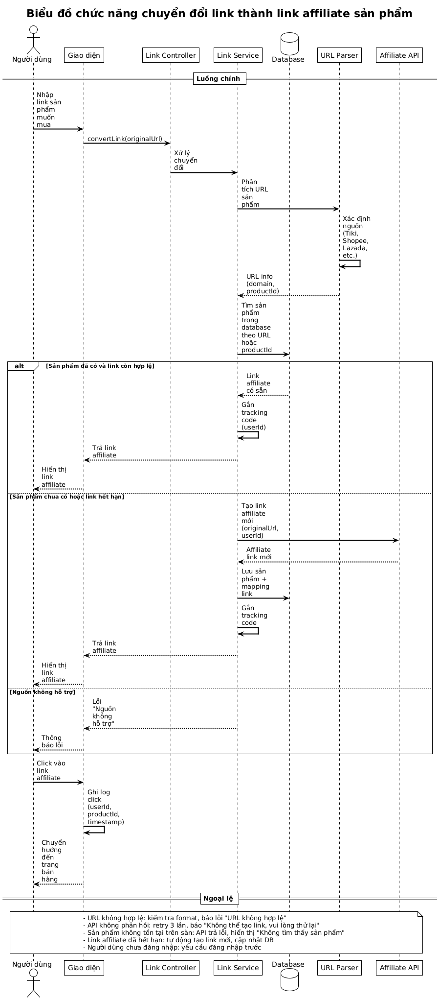 Biểu đồ chức năng chuyển đổi link thành link affiliate sản phẩm
Người dùng
Giao diện
Link Controller
Link Service
Database
URL Parser
Affiliate API
Luồng chính
Nhập
link sản
phẩm
muốn
mua
convertLink(originalUrl)
Xử lý
chuyển
đổi
Phân
tích URL
sản
phẩm
Xác định
nguồn
(Tiki,
Shopee,
Lazada,
etc.)
URL info
(domain,
productId)
Tìm sản
phẩm
trong
database
theo URL
hoặc
productId
alt
[Sản phẩm đã có và link còn hợp lệ]
Link
affiliate
có sẵn
Gắn
tracking
code
(userId)
Trả link
affiliate
Hiển thị
link
affiliate
[Sản phẩm chưa có hoặc link hết hạn]
Tạo link
affiliate
mới
(originalUrl,
userId)
Affiliate
link mới
Lưu sản
phẩm +
mapping
link
Gắn
tracking
code
Trả link
affiliate
Hiển thị
link
affiliate
[Nguồn không hỗ trợ]
Lỗi
"Nguồn
không
hỗ trợ"
Thông
báo lỗi
Click vào
link
affiliate
Ghi log
click
(userId,
productId,
timestamp)
Chuyển
hướng
đến
trang
bán
hàng
Ngoại lệ
- URL không hợp lệ: kiểm tra format, báo lỗi "URL không hợp lệ"
- API không phản hồi: retry 3 lần, báo "Không thể tạo link, vui lòng thử lại"
- Sản phẩm không tồn tại trên sàn: API trả lỗi, hiển thị "Không tìm thấy sản phẩm"
- Link affiliate đã hết hạn: tự động tạo link mới, cập nhật DB
- Người dùng chưa đăng nhập: yêu cầu đăng nhập trước
Người dùng
Giao diện
Link Controller
Link Service
Database
URL Parser
Affiliate API